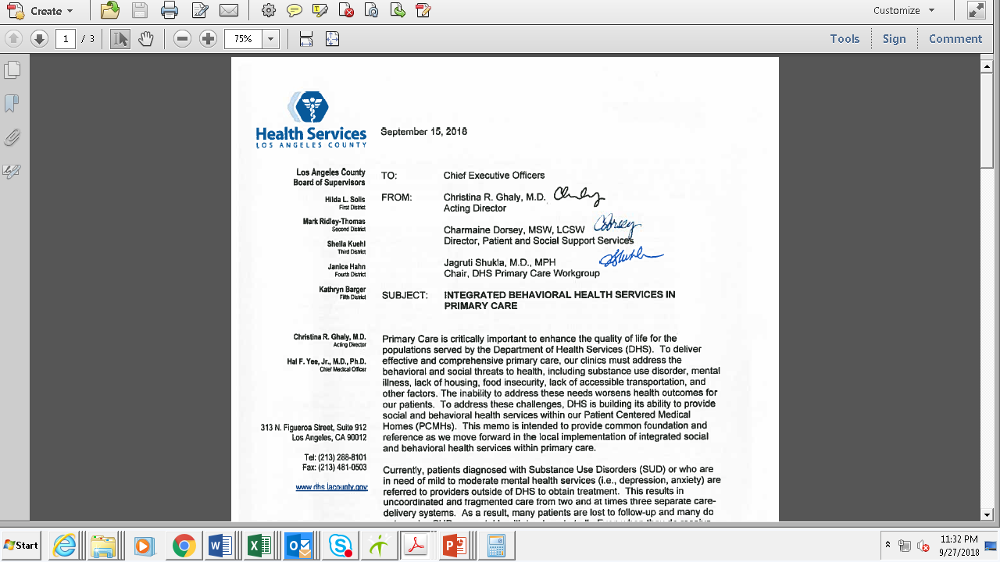 Create
Customize
1 / 3
75%
Tools Sign Comment
Health Services
LOS ANGELES COUNTY
September 15, 2018
Los Angeles County
Board of Supervisors
Hilda L. Solis
First District
Mark Ridley-Thomas
Second District
Sheila Kuehl
Third District
Janice Hahn
Fourth District
Kathryn Barger
Fifth District
Christina R. Ghaly, M.D.
Acting Director
Hal F. Yee, Jr., M.D., Ph.D.
Chief Medical Officer
313 N. Figueroa Street, Suite 912
Los Angeles, CA 90012
Tel: (213) 288-8101
Fax: (213) 481-0503
www.dhs.lacounty.gov
TO: Chief Executive Officers
FROM: Christina R. Ghaly, M.D.
Acting Director
Charmaine Dorsey, MSW, LCSW
Director, Patient and Social Support Services
Jagruti Shukla, M.D., MPH
Chair, DHS Primary Care Workgroup
SUBJECT: INTEGRATED BEHAVIORAL HEALTH SERVICES IN
PRIMARY CARE
Primary Care is critically important to enhance the quality of life for the
populations served by the Department of Health Services (DHS). To deliver
effective and comprehensive primary care, our clinics must address the
behavioral and social threats to health, including substance use disorder, mental
illness, lack of housing, food insecurity, lack of accessible transportation, and
other factors. The inability to address these needs worsens health outcomes for
our patients. To address these challenges, DHS is building its ability to provide
social and behavioral health services within our Patient Centered Medical
Homes (PCMHs). This memo is intended to provide common foundation and
reference as we move forward in the local implementation of integrated social
and behavioral health services within primary care.
Currently, patients diagnosed with Substance Use Disorders (SUD) or who are
in need of mild to moderate mental health services (i.e., depression, anxiety) are
referred to providers outside of DHS to obtain treatment. This results in
uncoordinated and fragmented care from two and at times three separate care-
delivery systems. As a result, many patients are lost to follow-up and many do
Start
11:32 PM
9/27/2018